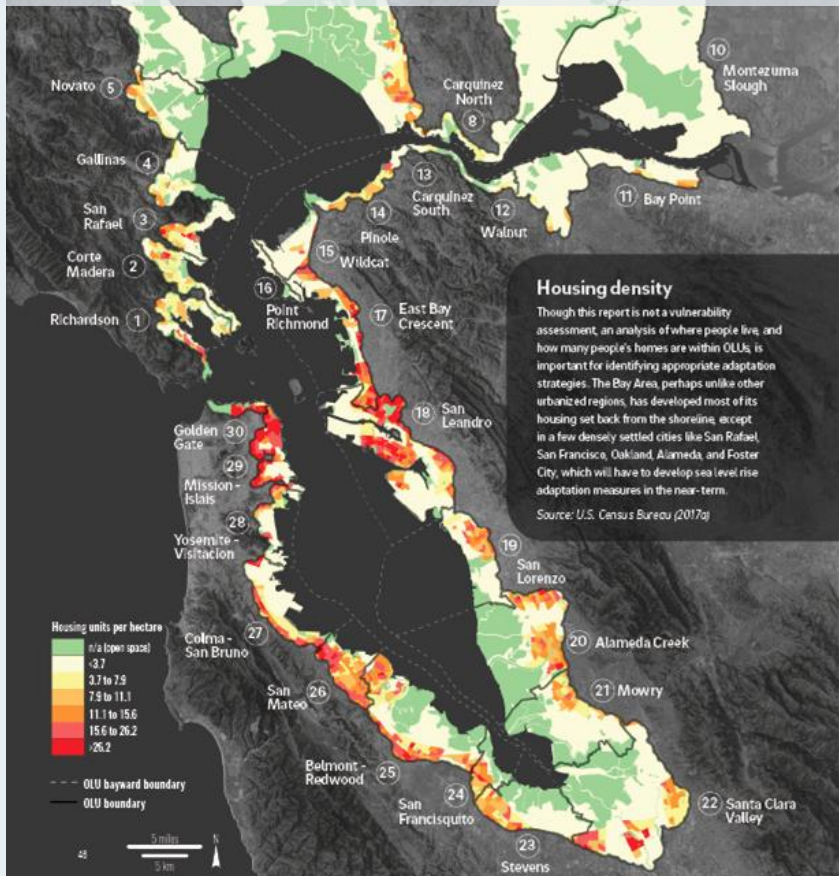 Novato
5
Gallinas
4
San
Rafael
3
Corte
Madera
2
Richardson
1
Carquinez
North
8
10
Montezuma
Slough
13
Carquinez
South
12
Walnut
11
Bay Point
14
Pinole
15
Wildcat
16
Point
Richmond
17
East Bay
Crescent
18
San
Leandro
Housing density
Though this report is not a vulnerability
assessment, an analysis of where people live, and
how many people's homes are within OLUs, is
important for identifying appropriate adaptation
strategies. The Bay Area, perhaps unlike other
urbanized regions, has developed most of its
housing set back from the shoreline, except
in a few densely settled cities like San Rafael,
San Francisco, Oakland, Alameda, and Foster
City, which will have to develop sea level rise
adaptation measures in the near-term.
Source: U.S. Census Bureau (2017a)
Golden
Gate
30
29
Mission -
Islais
28
Yosemite -
Visitacion
19
San
Lorenzo
20
Alameda Creek
21
Mowry
27
Colma -
San Bruno
San
Mateo
26
Belmont -
Redwood
25
San
Francisquito
24
23
Stevens
22
Santa Clara
Valley
Housing units per hectare
n/a (open space)
<3.7
3.7 to 7.9
7.9 to 11.1
11.1 to 15.6
15.6 to 26.2
>26.2
OLU bayward boundary
OLU boundary
5 miles
5 km
N
48